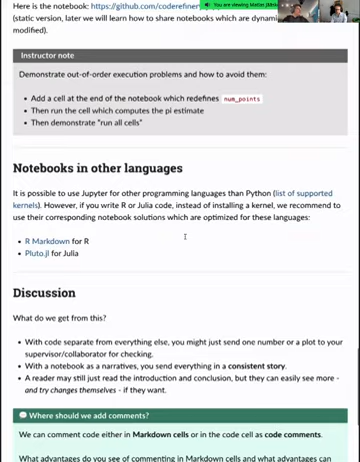 Here is the notebook: https://github.com/coderefiner
You are viewing
(static version, later we will learn how to share notebooks which are dynami
modified).
Instructor note
Demonstrate out-of-order execution problems and how to avoid them:
• Add a cell at the end of the notebook which redefines num_points
• Then run the cell which computes the pi estimate
• Then demonstrate "run all cells"
Notebooks in other languages
It is possible to use Jupyter for other programming languages than Python (list of supported
kernels). However, if you write R or Julia code, instead of installing a kernel, we recommend to
use their corresponding notebook solutions which are optimized for these languages:
• R Markdown for R
• Pluto.jl for Julia
Discussion
What do we get from this?
• With code separate from everything else, you might just send one number or a plot to your
supervisor/collaborator for checking.
• With a notebook as a narratives, you send everything in a consistent story.
• A reader may still just read the introduction and conclusion, but they can easily see more -
and try changes themselves - if they want.
Where should we add comments?
We can comment code either in Markdown cells or in the code cell as code comments.
What advantages do you see of commenting in Markdown cells and what advantages can